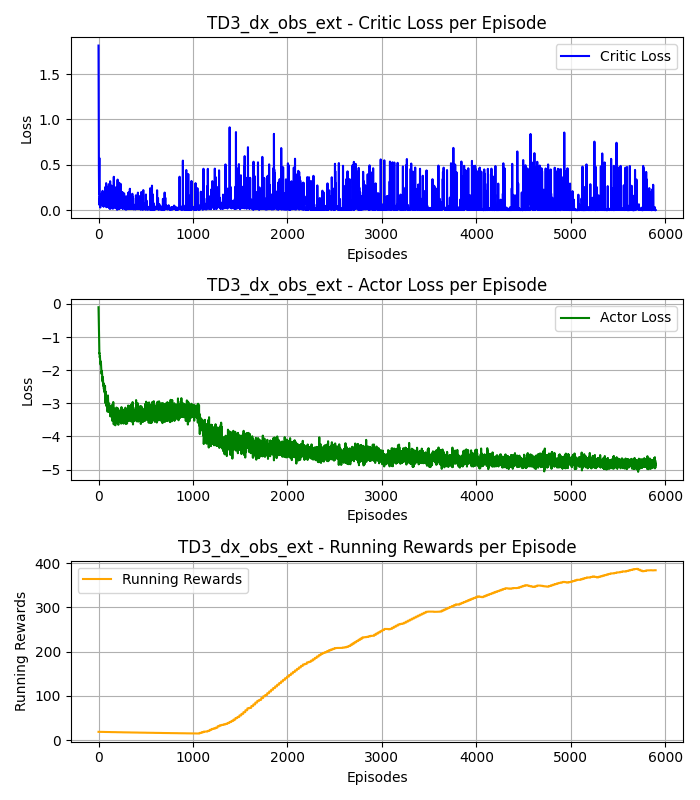 TD3_dx_obs_ext - Critic Loss per Episode
Critic Loss
Loss
1.5
1.0
0.5
0.0
0 1000 2000 3000 4000 5000 6000
Episodes
TD3_dx_obs_ext - Actor Loss per Episode
Actor Loss
Loss
0
−1
−2
−3
−4
−5
0 1000 2000 3000 4000 5000 6000
Episodes
TD3_dx_obs_ext - Running Rewards per Episode
Running Rewards
Running Rewards
400
300
200
100
0
0 1000 2000 3000 4000 5000 6000
Episodes